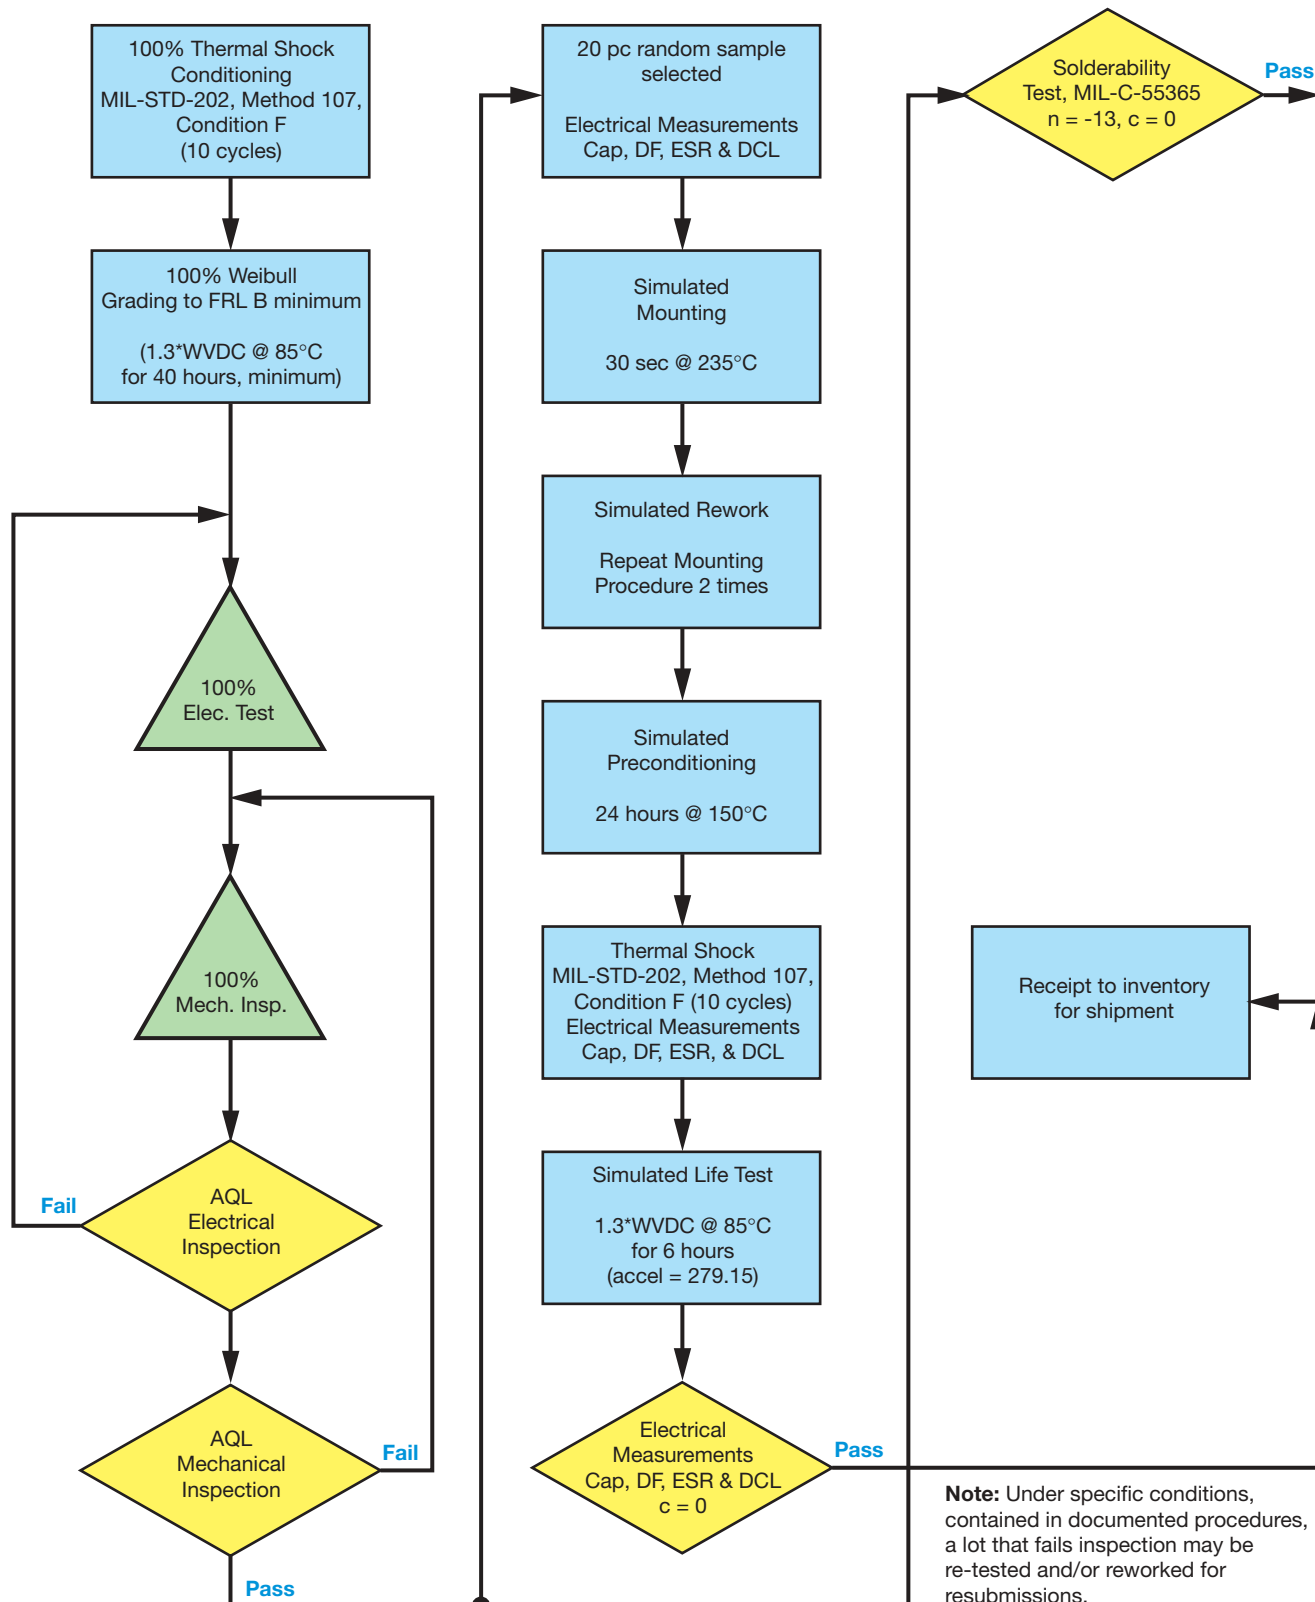 100% Thermal Shock
Conditioning
MIL-STD-202, Method 107,
Condition F
(10 cycles)
100% Weibull
Grading to FRL B minimum
(1.3*WVDC @ 85°C
for 40 hours, minimum)
100%
Elec. Test
100%
Mech. Insp.
Fail
AQL
Electrical
Inspection
AQL
Mechanical
Inspection
Fail
Pass
20 pc random sample
selected
Electrical Measurements
Cap, DF, ESR & DCL
Simulated
Mounting
30 sec @ 235°C
Simulated Rework
Repeat Mounting
Procedure 2 times
Simulated
Preconditioning
24 hours @ 150°C
Thermal Shock
MIL-STD-202, Method 107,
Condition F (10 cycles)
Electrical Measurements
Cap, DF, ESR, & DCL
Simulated Life Test
1.3*WVDC @ 85°C
for 6 hours
(accel = 279.15)
Electrical
Measurements
Cap, DF, ESR & DCL
c = 0
Pass
Solderability
Test, MIL-C-55365
n = -13, c = 0
Pass
Receipt to inventory
for shipment
Note: Under specific conditions,
contained in documented procedures,
a lot that fails inspection may be
re-tested and/or reworked for
resubmissions.